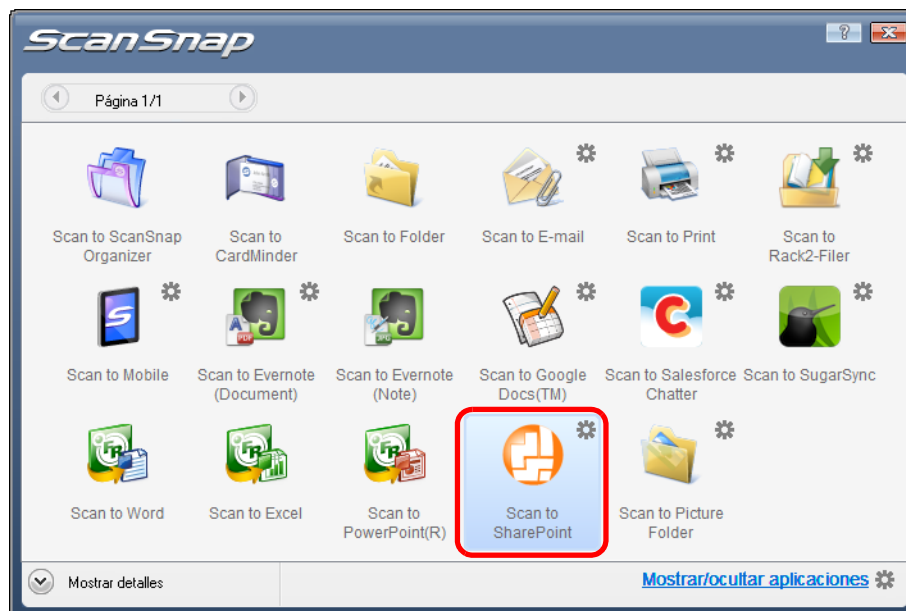 ScanSnap
Página 1/1
Scan to ScanSnap
Organizer
Scan to
CardMinder
Scan to Folder
Scan to E-mail
Scan to Print
Scan to
Rack2-Filer
Scan to Mobile
Scan to Evernote
(Document)
Scan to Evernote
(Note)
Scan to Google
Docs(TM)
Scan to Salesforce
Chatter
Scan to SugarSync
Scan to Word
Scan to Excel
Scan to
PowerPoint(R)
Scan to
SharePoint
Scan to Picture
Folder
Mostrar detalles
Mostrar/ocultar aplicaciones